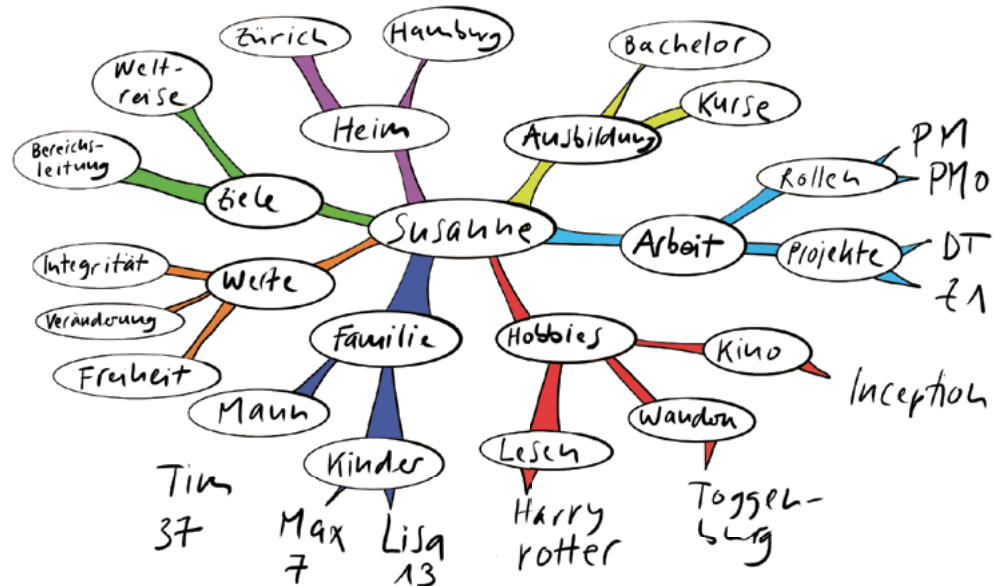 Zürich
Hamburg
Bachelor
Welt-
reise
Kurse
Heim
Ausbildung
PM
Bereichs-
leitung
Rollen
PMO
Ziele
Susanne
Arbeit
Projekte
DT
Z1
Integrität
Werte
Veränderung
Familie
Hobbies
Kino
Freiheit
Inception
Mann
Wandern
Kinder
Lesen
Tim
37
Max
7
Lisa
13
Harry
Potter
Toggen-
burg